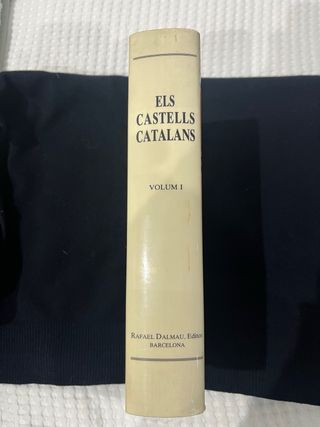 ELS
CASTELLS
CATALANS
VOLUM I
RAFAEL DALMAU, Editor
BARCELONA